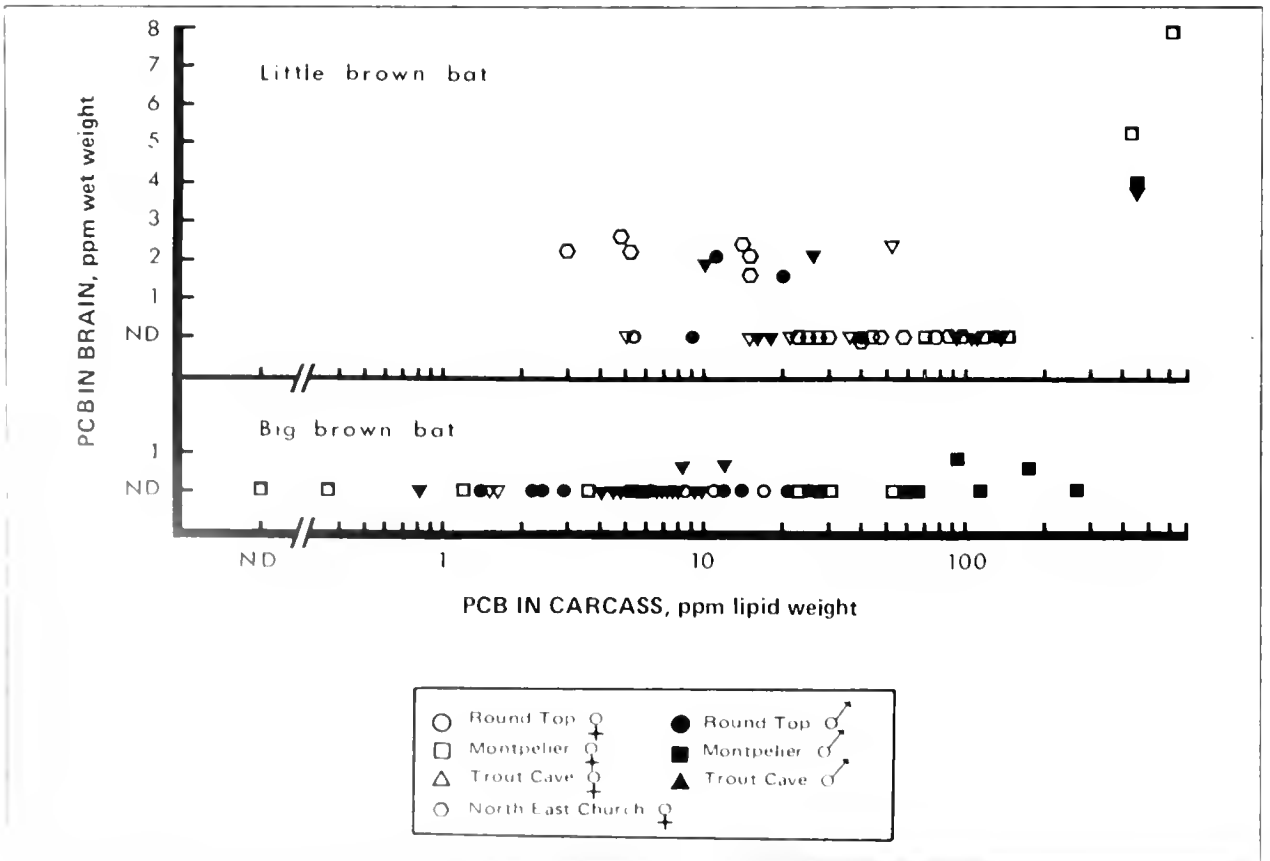 8
7
6
5
4
3
2
1
ND
PCB IN BRAIN, ppm wet weight
Little brown bat
Big brown bat
1
ND
ND 1 10 100
PCB IN CARCASS, ppm lipid weight
○ Round Top ♀ ● Round Top ♂
□ Montpelier ♀ ■ Montpelier ♂
△ Trout Cave ♀ ▲ Trout Cave ♂
⬡ North East Church ♀